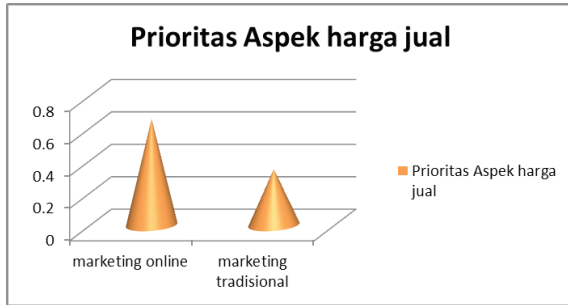 Prioritas Aspek harga jual
0.8
0.6
0.4
0.2
0
marketing online
marketing
tradisional
Prioritas Aspek harga
jual